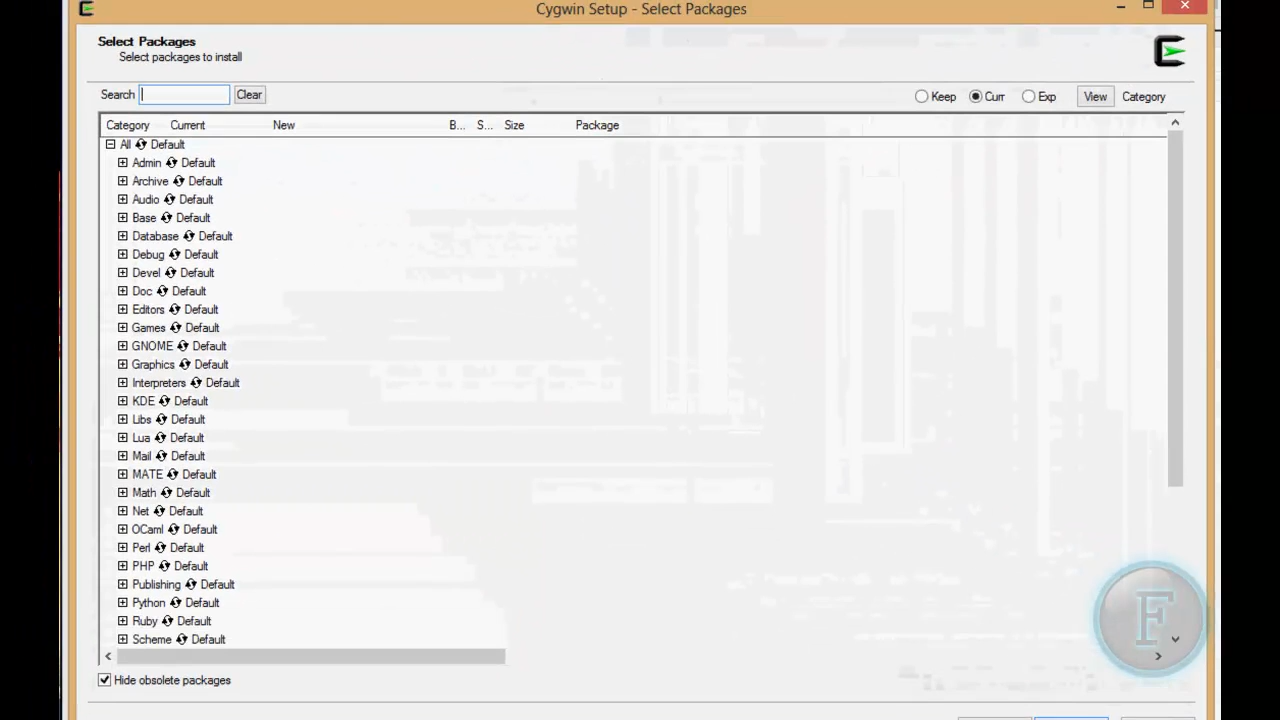 Cygwin Setup - Select Packages
Select Packages
Select packages to install
Search Clear Keep Curr Exp View Category
Category Current New B... S... Size Package
All Default
Admin Default
Archive Default
Audio Default
Base Default
Database Default
Debug Default
Devel Default
Doc Default
Editors Default
Games Default
GNOME Default
Graphics Default
Interpreters Default
KDE Default
Libs Default
Lua Default
Mail Default
MATE Default
Math Default
Net Default
OCaml Default
Perl Default
PHP Default
Publishing Default
Python Default
Ruby Default
Scheme Default
F
Hide obsolete packages